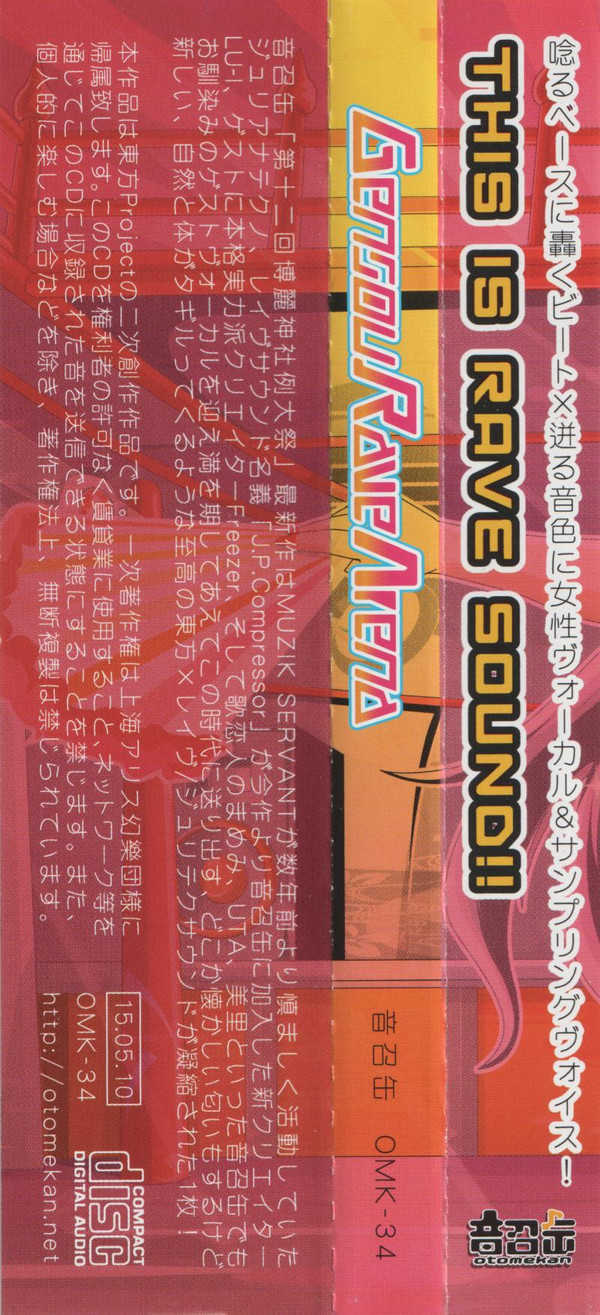 唸るベースに轟くビート×迸る音色に女性ヴォーカル&サンプリングヴォイス!
THIS IS RAVE SOUND!!
音召缶
otomekan
Gensou Rave Arena
音召缶 OMK-34
音召缶「第十二回博麗神社例大祭」最新作はMUZIK SERVANTが数年前より慎ましく活動していた
ジュリアナテクノ、レイヴサウンド名義「J.P.Compressor」が今作より音召缶に加入した新クリエイター
LU-I、ゲストに本格実力派クリエイターFreezer、そして歌恋人のまめみ、UTA、美里といった音召缶でも
お馴染みのゲストヴォーカルを迎え満を期してあえてこの時代に送り出す、どこか懐かしい匂いもするけど
新しい、自然と体がタギルってくるような至高の東方×レイヴ/ジュリテクサウンドが凝縮された1枚!
本作品は東方Projectの二次創作作品です。一次著作権は上海アリス幻樂団様に
帰属致します。このCDを権利者の許可なく賃貸業に使用すること、ネットワーク等を
通じてこのCDに収録された音を送信できる状態にすることを禁じます。また、
個人的に楽しむ場合などを除き、著作権法上、無断複製は禁じられています。
15.05.10
OMK-34
http://otomekan.net
COMPACT
disc
DIGITAL AUDIO